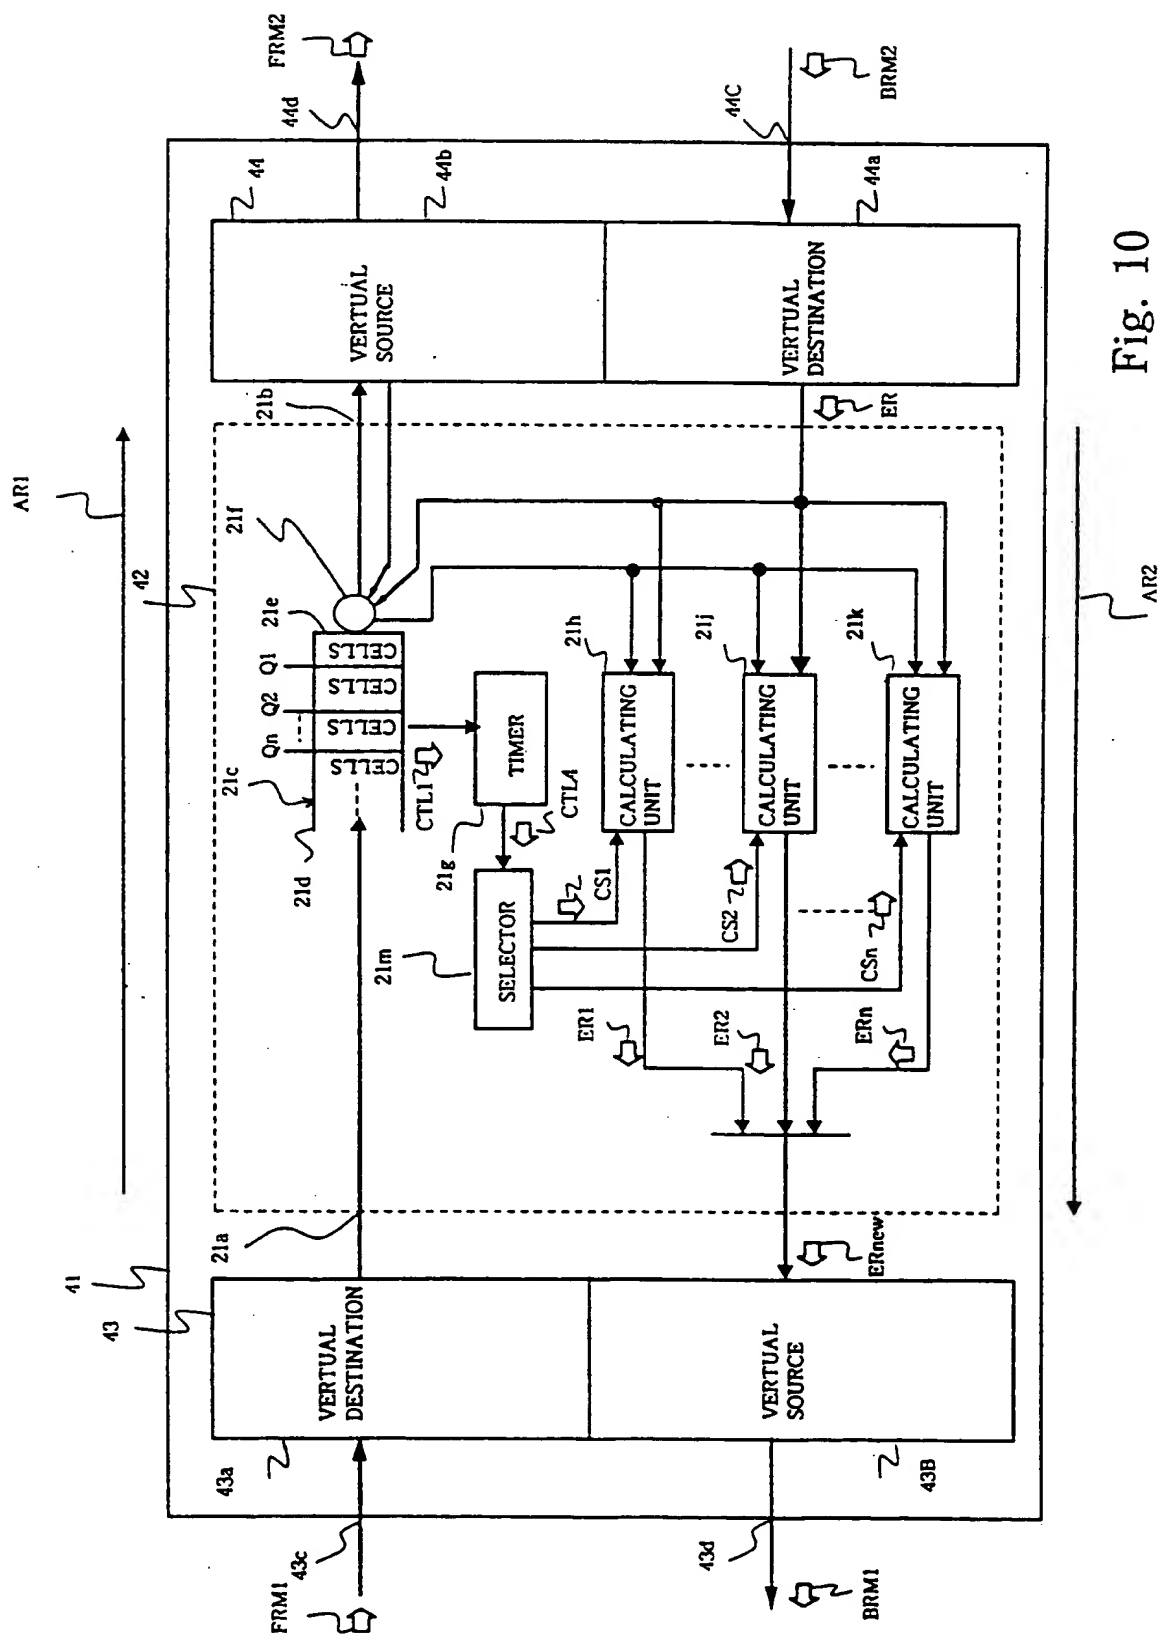 AR1
41
42
43
44
FRM1
43c
43a
VERTUAL
DESTINATION
21a
21d
21c
Qn
Q2
Q1
21e
21f
CELLS
CELLS
CELLS
CELLS
21b
VERTUAL
SOURCE
44b
44d
FRM2
CTL1
TIMER
21g
CTL4
SELECTOR
21m
CS1
CALCULATING
UNIT
21h
CS2
CALCULATING
UNIT
21j
CSn
CALCULATING
UNIT
21k
ER1
ER2
ERn
ER
VERTUAL
DESTINATION
44a
44C
BRM2
ERnew
VERTUAL
SOURCE
43B
43d
BRM1
AR2
Fig. 10